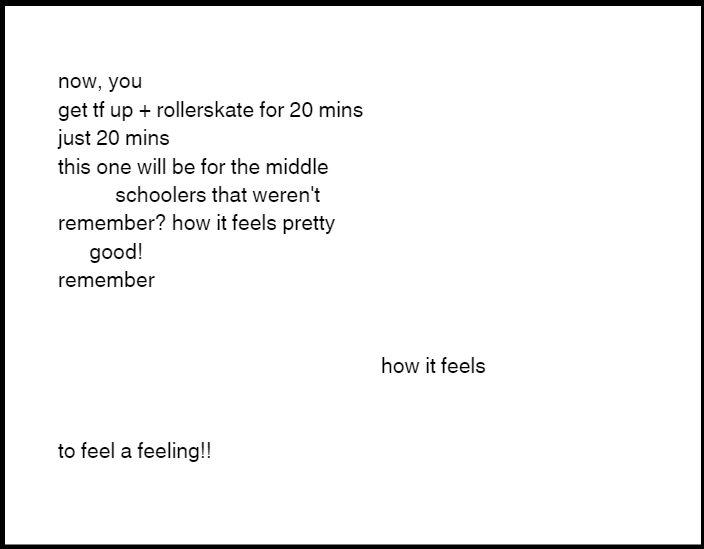 now, you
get tf up + rollerskate for 20 mins
just 20 mins
this one will be for the middle
schoolers that weren't
remember? how it feels pretty
good!
remember
how it feels
to feel a feeling!!